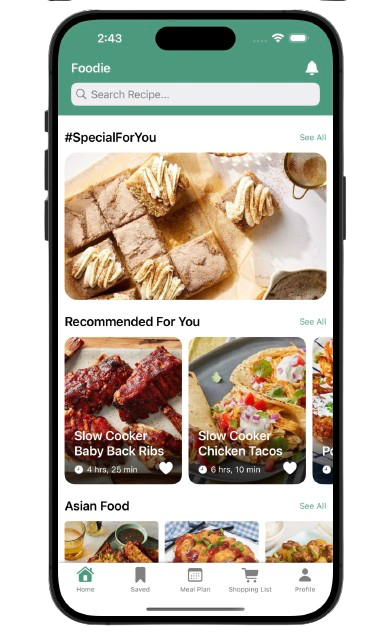 2:43
Foodie
Search Recipe...
#SpecialForYou
See All
Recommended For You
See All
Slow Cooker
Baby Back Ribs
4 hrs, 25 min
Slow Cooker
Chicken Tacos
6 hrs, 10 min
Po
Asian Food
See All
Home
Saved
Meal Plan
Shopping List
Profile